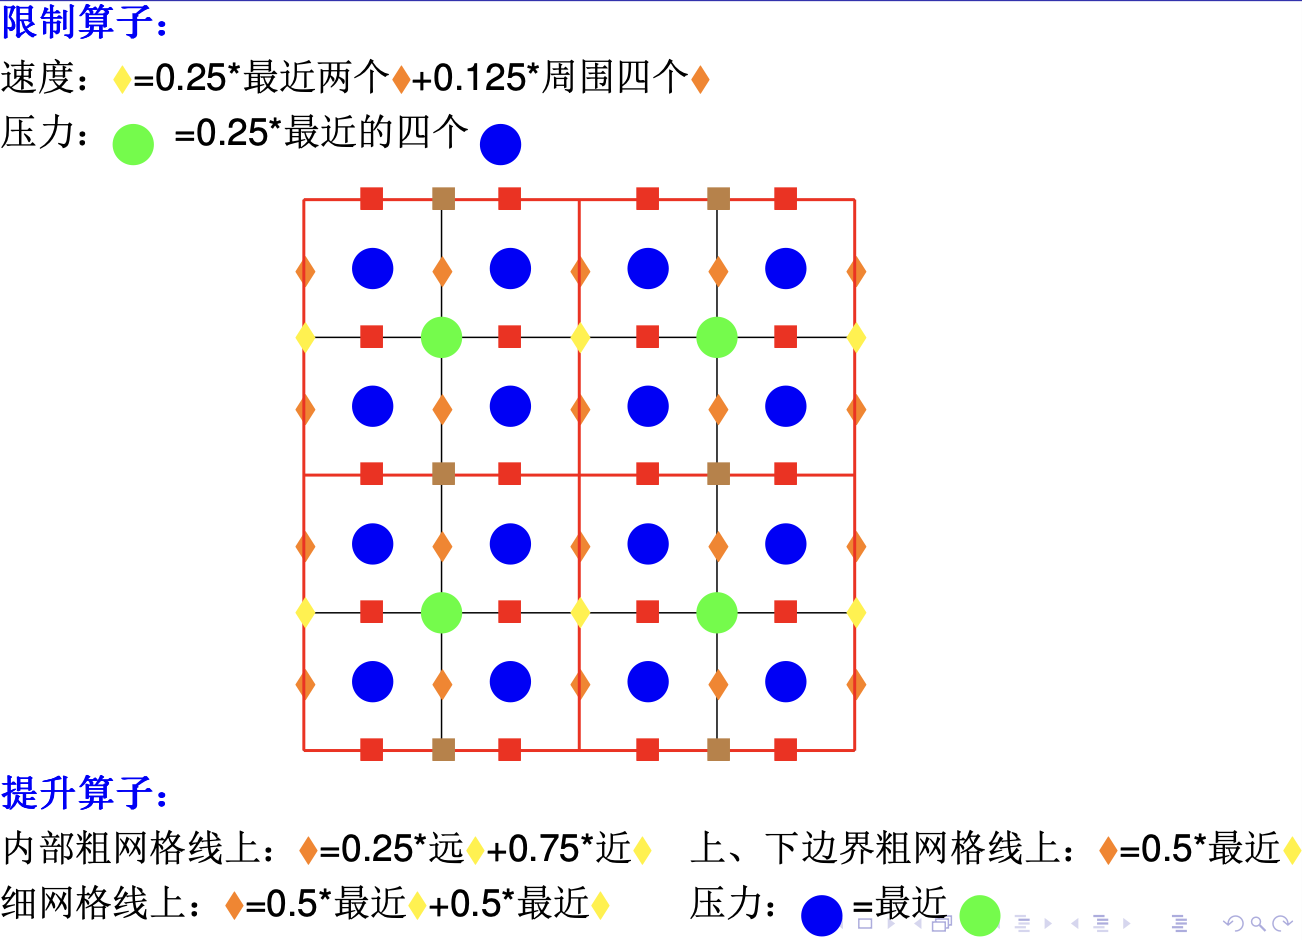 限制算子：
速度：=0.25*最近两个+0.125*周围四个
压力： =0.25*最近的四个
提升算子：
内部粗网格线上：=0.25*远+0.75*近 上、下边界粗网格线上：=0.5*最近
细网格线上：=0.5*最近+0.5*最近 压力：=最近